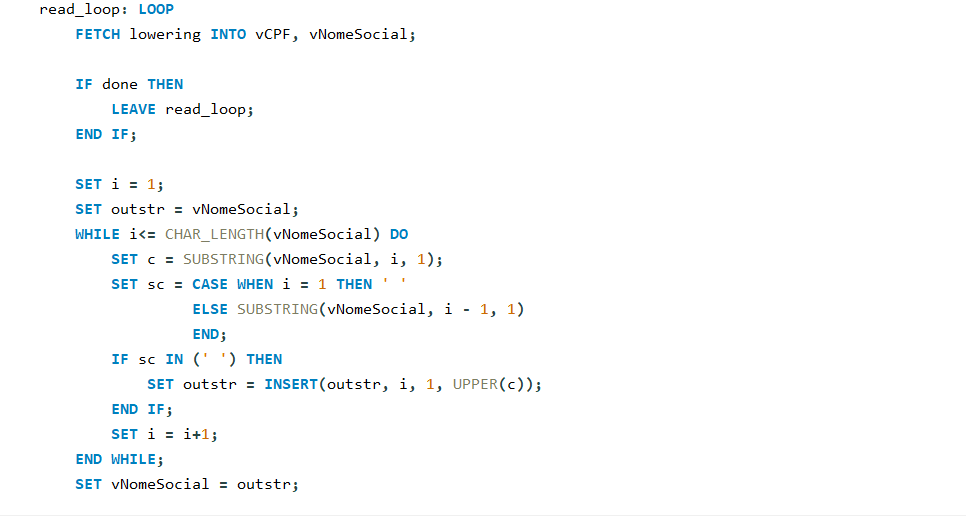 read_loop: LOOP
FETCH lowering INTO vCPF, vNomeSocial;
IF done THEN
LEAVE read_loop;
END IF;
SET i = 1;
SET outstr = vNomeSocial;
WHILE i<= CHAR_LENGTH(vNomeSocial) DO
SET c = SUBSTRING(vNomeSocial, i, 1);
SET sc = CASE WHEN i = 1 THEN ' '
ELSE SUBSTRING(vNomeSocial, i - 1, 1)
END;
IF sc IN (' ') THEN
SET outstr = INSERT(outstr, i, 1, UPPER(c));
END IF;
SET i = i+1;
END WHILE;
SET vNomeSocial = outstr;